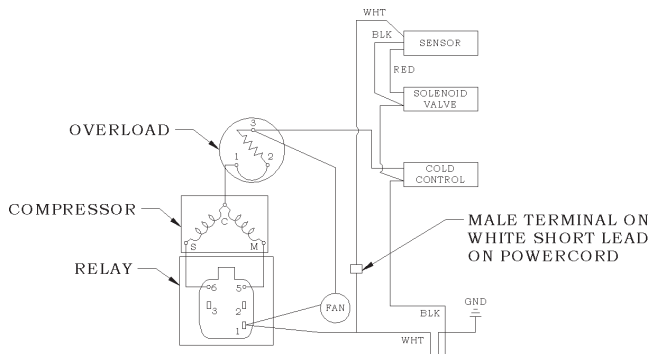 WHT
BLK
SENSOR
RED
SOLENOID
VALVE
OVERLOAD
3
1
2
COLD
CONTROL
COMPRESSOR
C
S
M
MALE TERMINAL ON
WHITE SHORT LEAD
ON POWERCORD
RELAY
6
5
3
2
1
FAN
GND
BLK
WHT